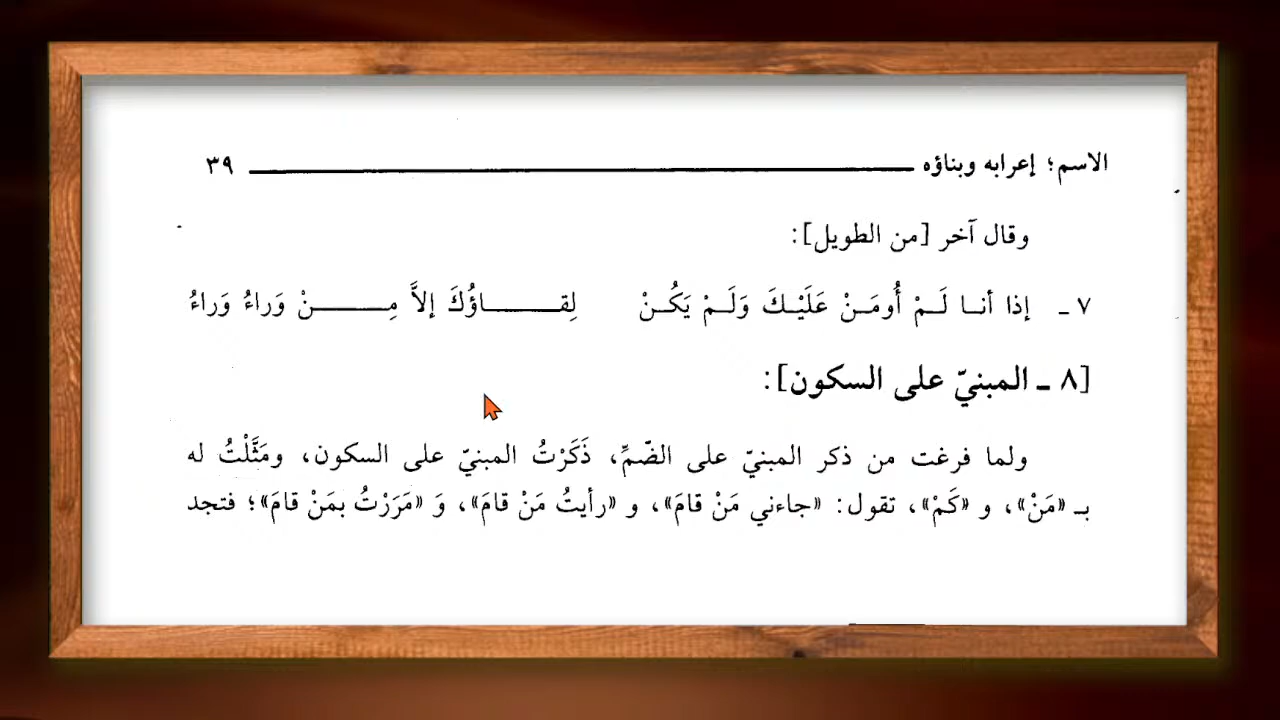 الاسم؛ إعرابه وبناؤه ٣٩
وقال آخر [من الطويل]:
٧ ـ إذا أنا لَمْ أُومَنْ عَلَيْكَ وَلَمْ يَكُنْ لِقاؤُكَ إلاَّ مِنْ وَراءُ وَراءُ
[٨ ـ المبنيّ على السكون]:
ولما فرغت من ذكر المبنيّ على الضّمِّ، ذَكَرْتُ المبنيّ على السكون، ومَثَّلْتُ له
بـ «مَنْ»، و «كَمْ»، تقول: «جاءني مَنْ قامَ»، و «رأيتُ مَنْ قامَ»، وَ «مَرَرْتُ بمَنْ قامَ»؛ فتجد